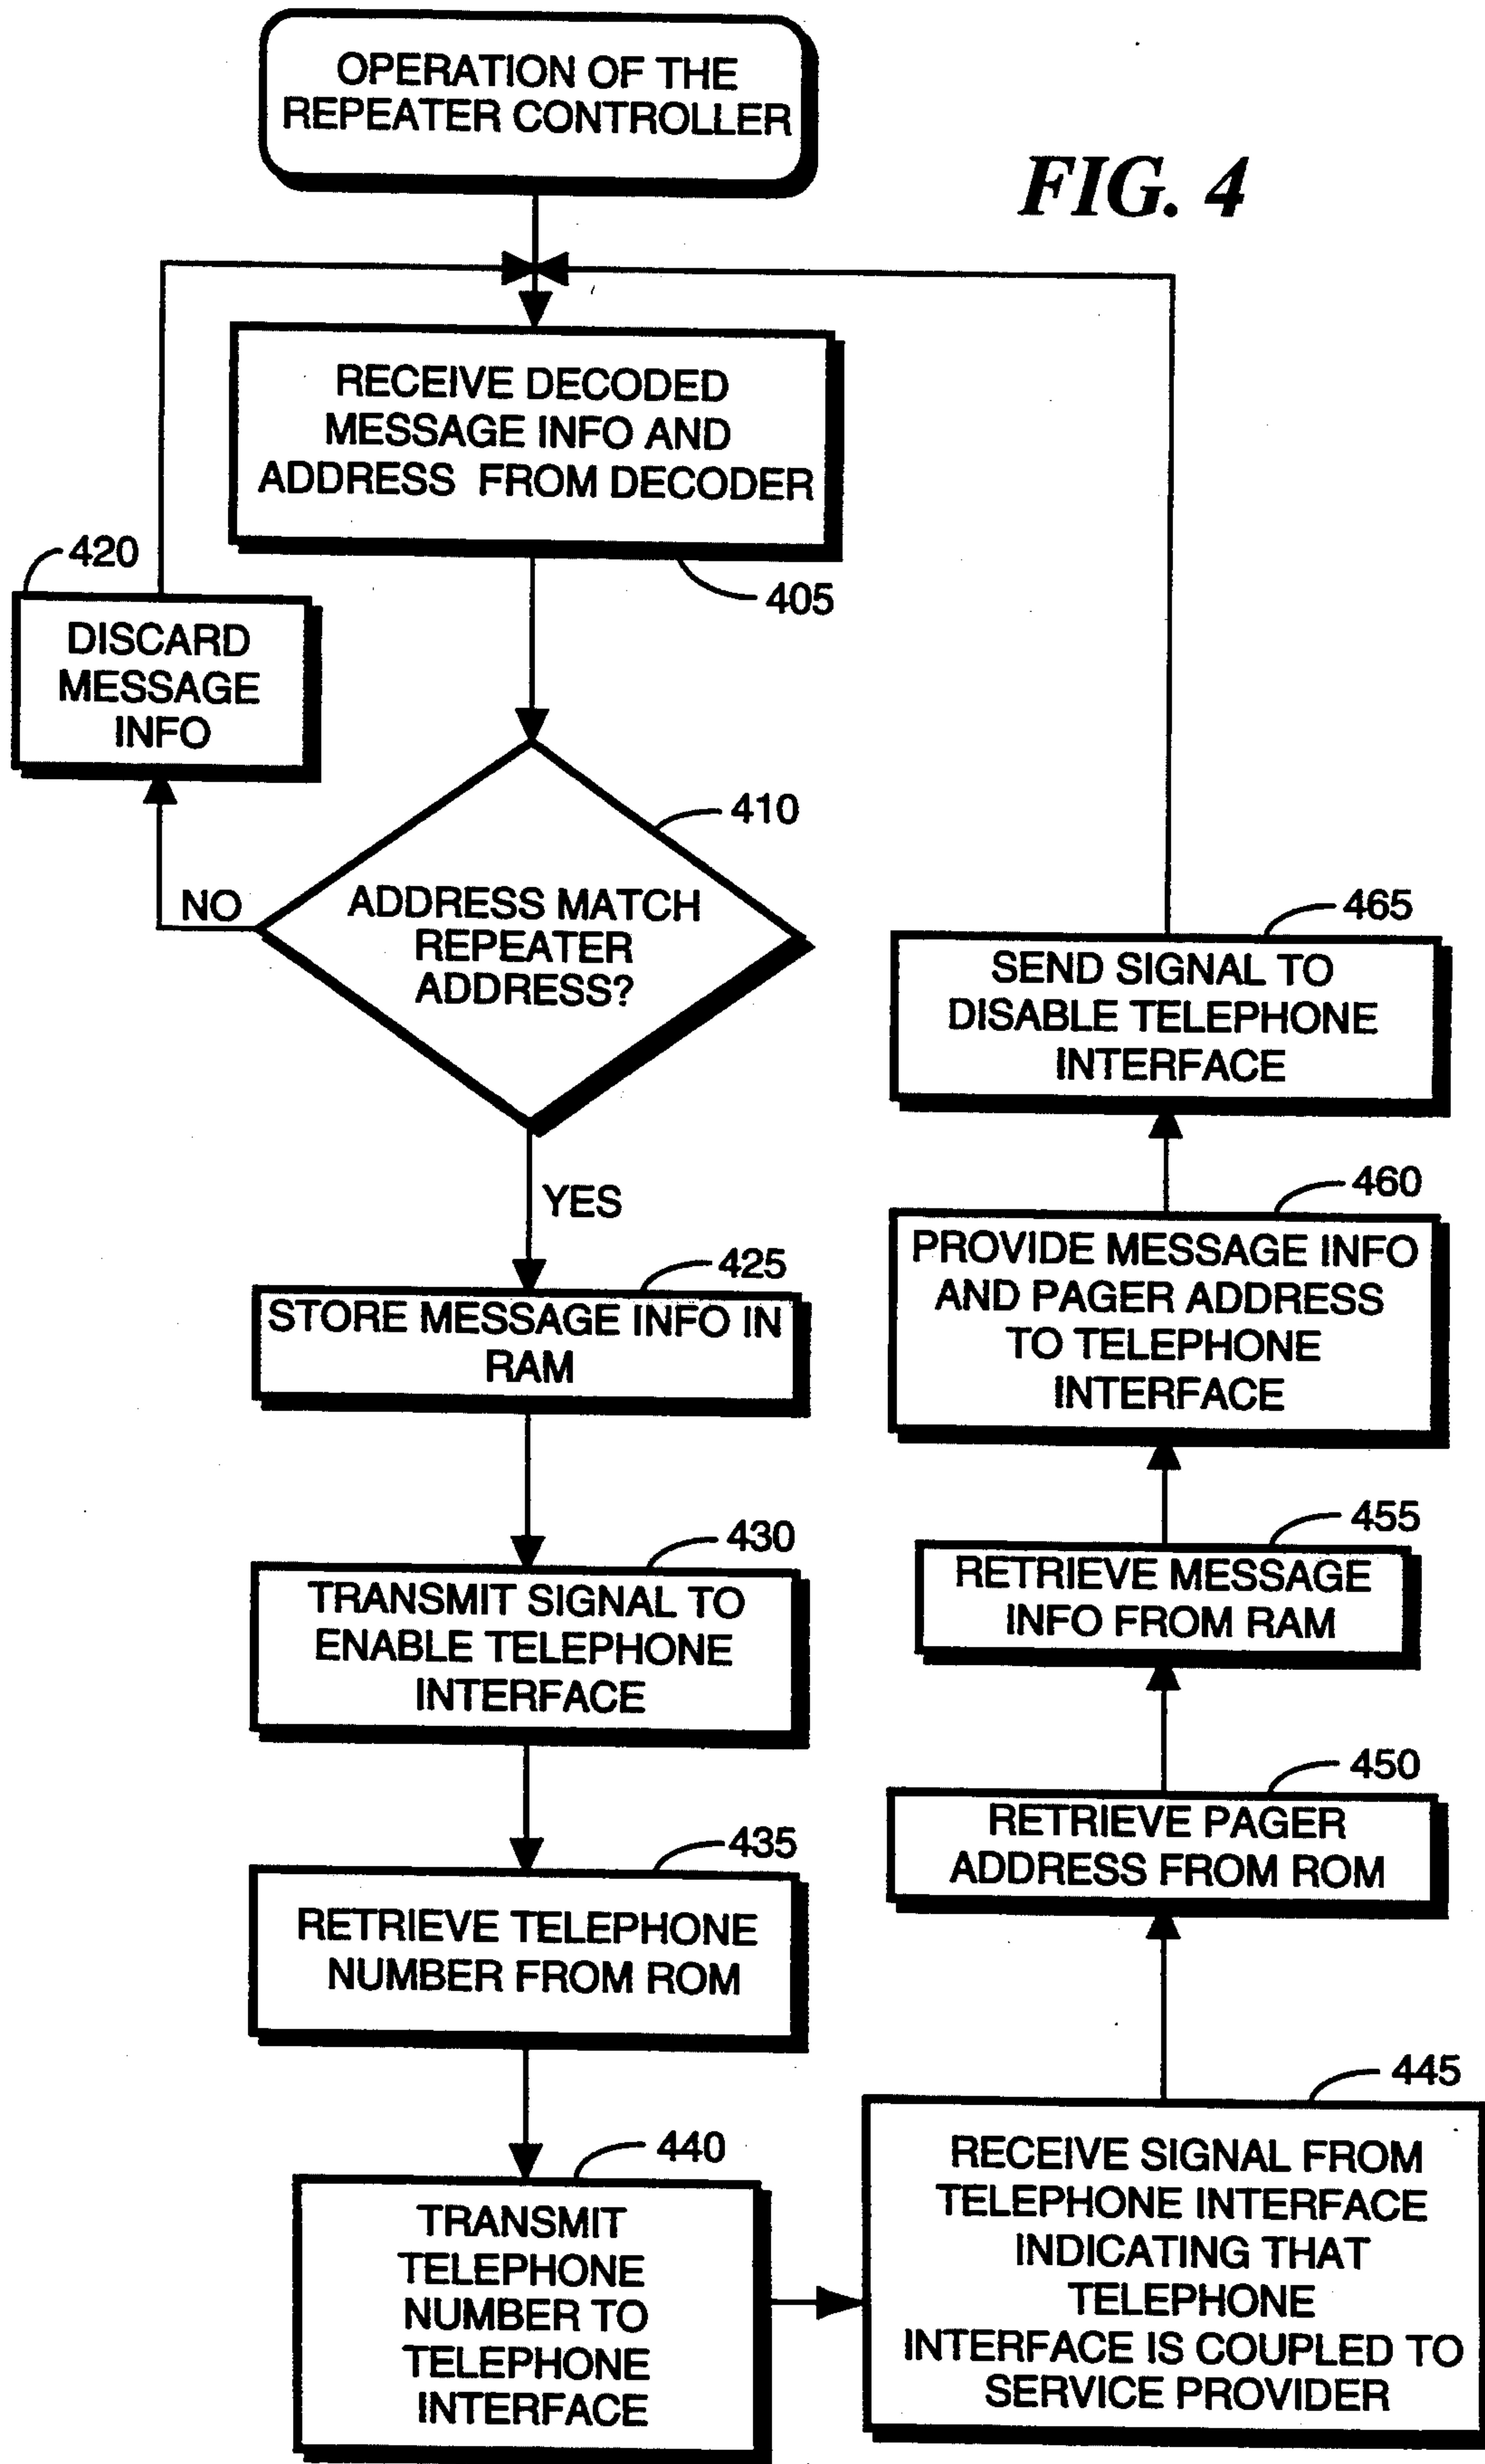 OPERATION OF THE
REPEATER CONTROLLER
FIG. 4
RECEIVE DECODED
MESSAGE INFO AND
ADDRESS FROM DECODER
405
420
DISCARD
MESSAGE
INFO
410
ADDRESS MATCH
REPEATER
ADDRESS?
NO
YES
425
STORE MESSAGE INFO IN
RAM
430
TRANSMIT SIGNAL TO
ENABLE TELEPHONE
INTERFACE
435
RETRIEVE TELEPHONE
NUMBER FROM ROM
440
TRANSMIT
TELEPHONE
NUMBER TO
TELEPHONE
INTERFACE
445
RECEIVE SIGNAL FROM
TELEPHONE INTERFACE
INDICATING THAT
TELEPHONE
INTERFACE IS COUPLED TO
SERVICE PROVIDER
450
RETRIEVE PAGER
ADDRESS FROM ROM
455
RETRIEVE MESSAGE
INFO FROM RAM
460
PROVIDE MESSAGE INFO
AND PAGER ADDRESS
TO TELEPHONE
INTERFACE
465
SEND SIGNAL TO
DISABLE TELEPHONE
INTERFACE